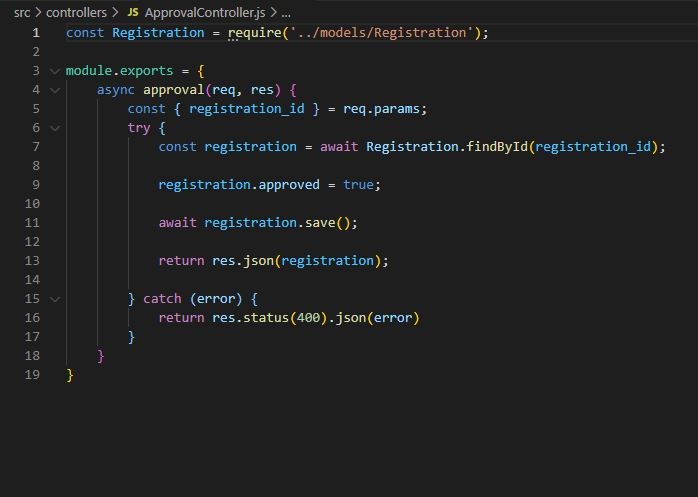 src > controllers > JS ApprovalController.js > ...
1 const Registration = require('../models/Registration');
2
3 module.exports = {
4 async approval(req, res) {
5 const { registration_id } = req.params;
6 try {
7 const registration = await Registration.findById(registration_id);
8
9 registration.approved = true;
10
11 await registration.save();
12
13 return res.json(registration);
14
15 } catch (error) {
16 return res.status(400).json(error)
17 }
18 }
19 }